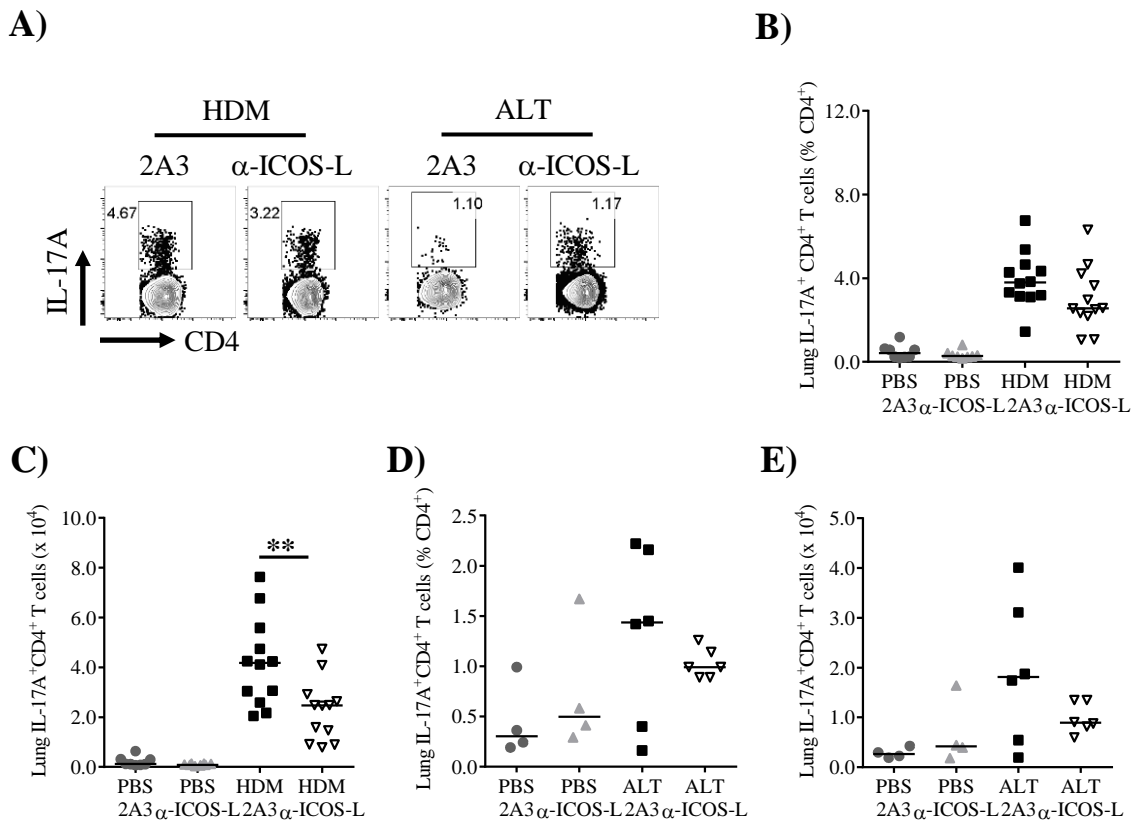 A)
HDM ALT
2A3 α-ICOS-L 2A3 α-ICOS-L
4.67 3.22 1.10 1.17
IL-17A
CD4
B)
Lung IL-17A+ CD4+ T cells (% CD4+)
12.0
8.0
4.0
0.0
PBS PBS HDM HDM
2A3 α-ICOS-L 2A3 α-ICOS-L
C)
Lung IL-17A+CD4+ T cells (x 10^4)
10.0
8.0
6.0
4.0
2.0
0.0
**
PBS PBS HDM HDM
2A3 α-ICOS-L 2A3 α-ICOS-L
D)
Lung IL-17A+CD4+ T cells (% CD4+)
2.5
2.0
1.5
1.0
0.5
0.0
PBS PBS ALT ALT
2A3 α-ICOS-L 2A3 α-ICOS-L
E)
Lung IL-17A+CD4+ T cells (x 10^4)
5.0
4.0
3.0
2.0
1.0
0.0
PBS PBS ALT ALT
2A3 α-ICOS-L 2A3 α-ICOS-L